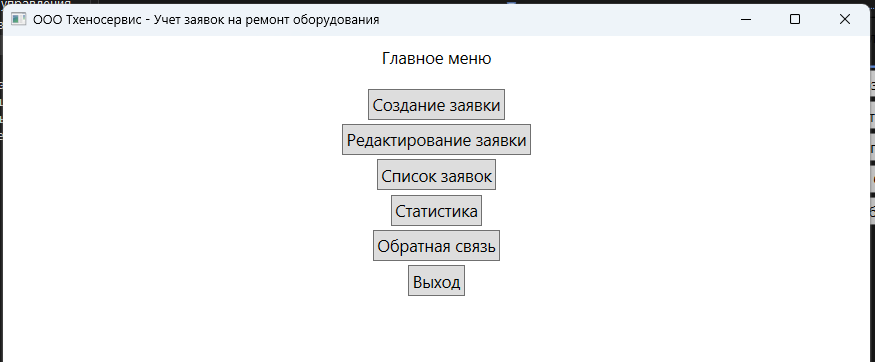 управления
ООО Тхеносервис - Учет заявок на ремонт оборудования
Главное меню
Создание заявки
Редактирование заявки
Список заявок
Статистика
Обратная связь
Выход